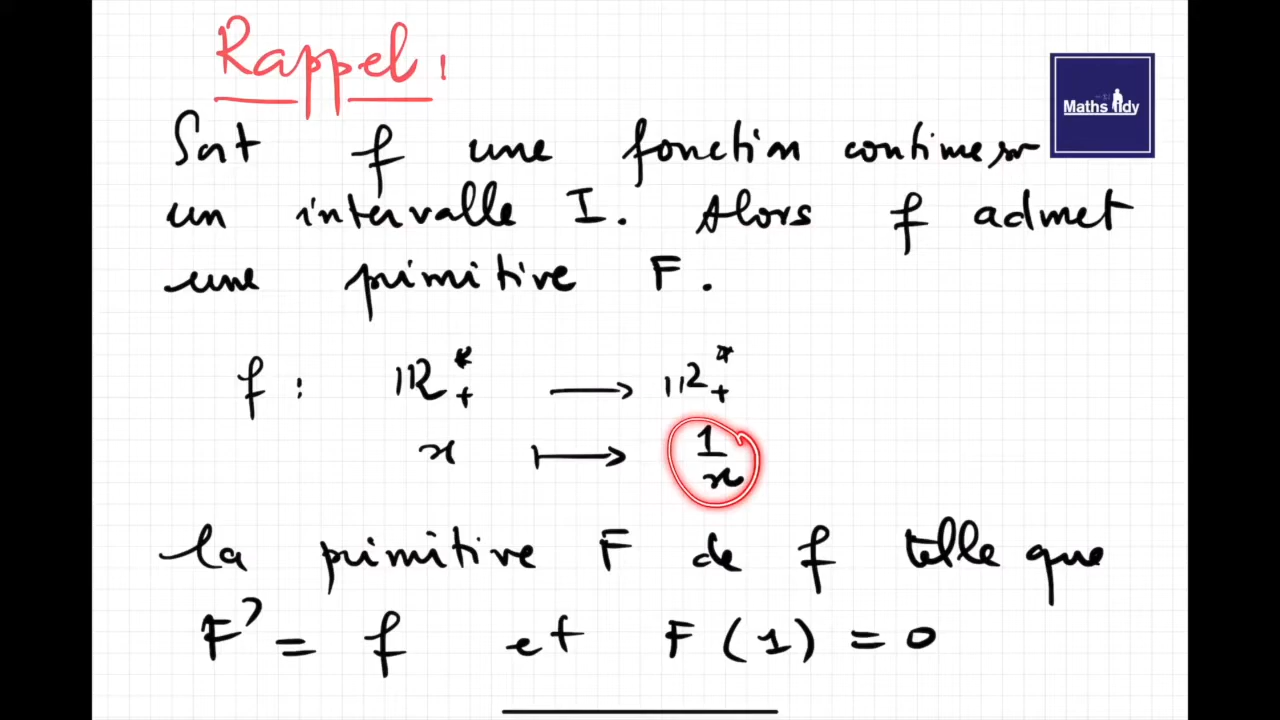 Rappel :
Soit f une fonction continue sur
Maths Tidy
un intervalle I. Alors f admet
une primitive F.
f : ℝ*₊ ⟶ ℝ*₊
x ⟼ 1/x
la primitive F de f telle que
F' = f et F(1) = 0